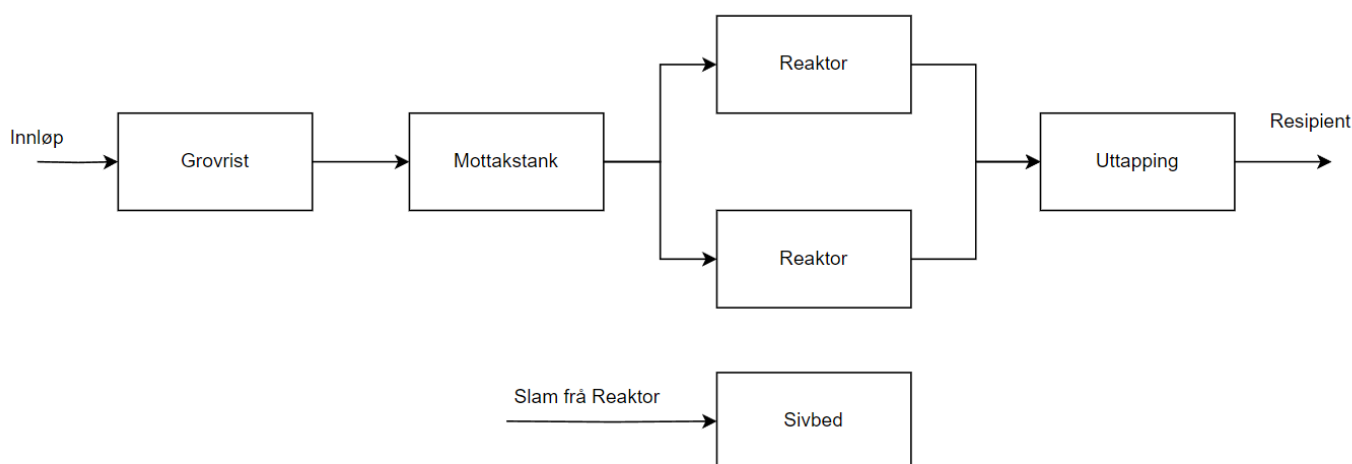 Innløp
Grovrist
Mottakstank
Reaktor
Reaktor
Uttapping
Resipient
Slam frå Reaktor
Sivbed